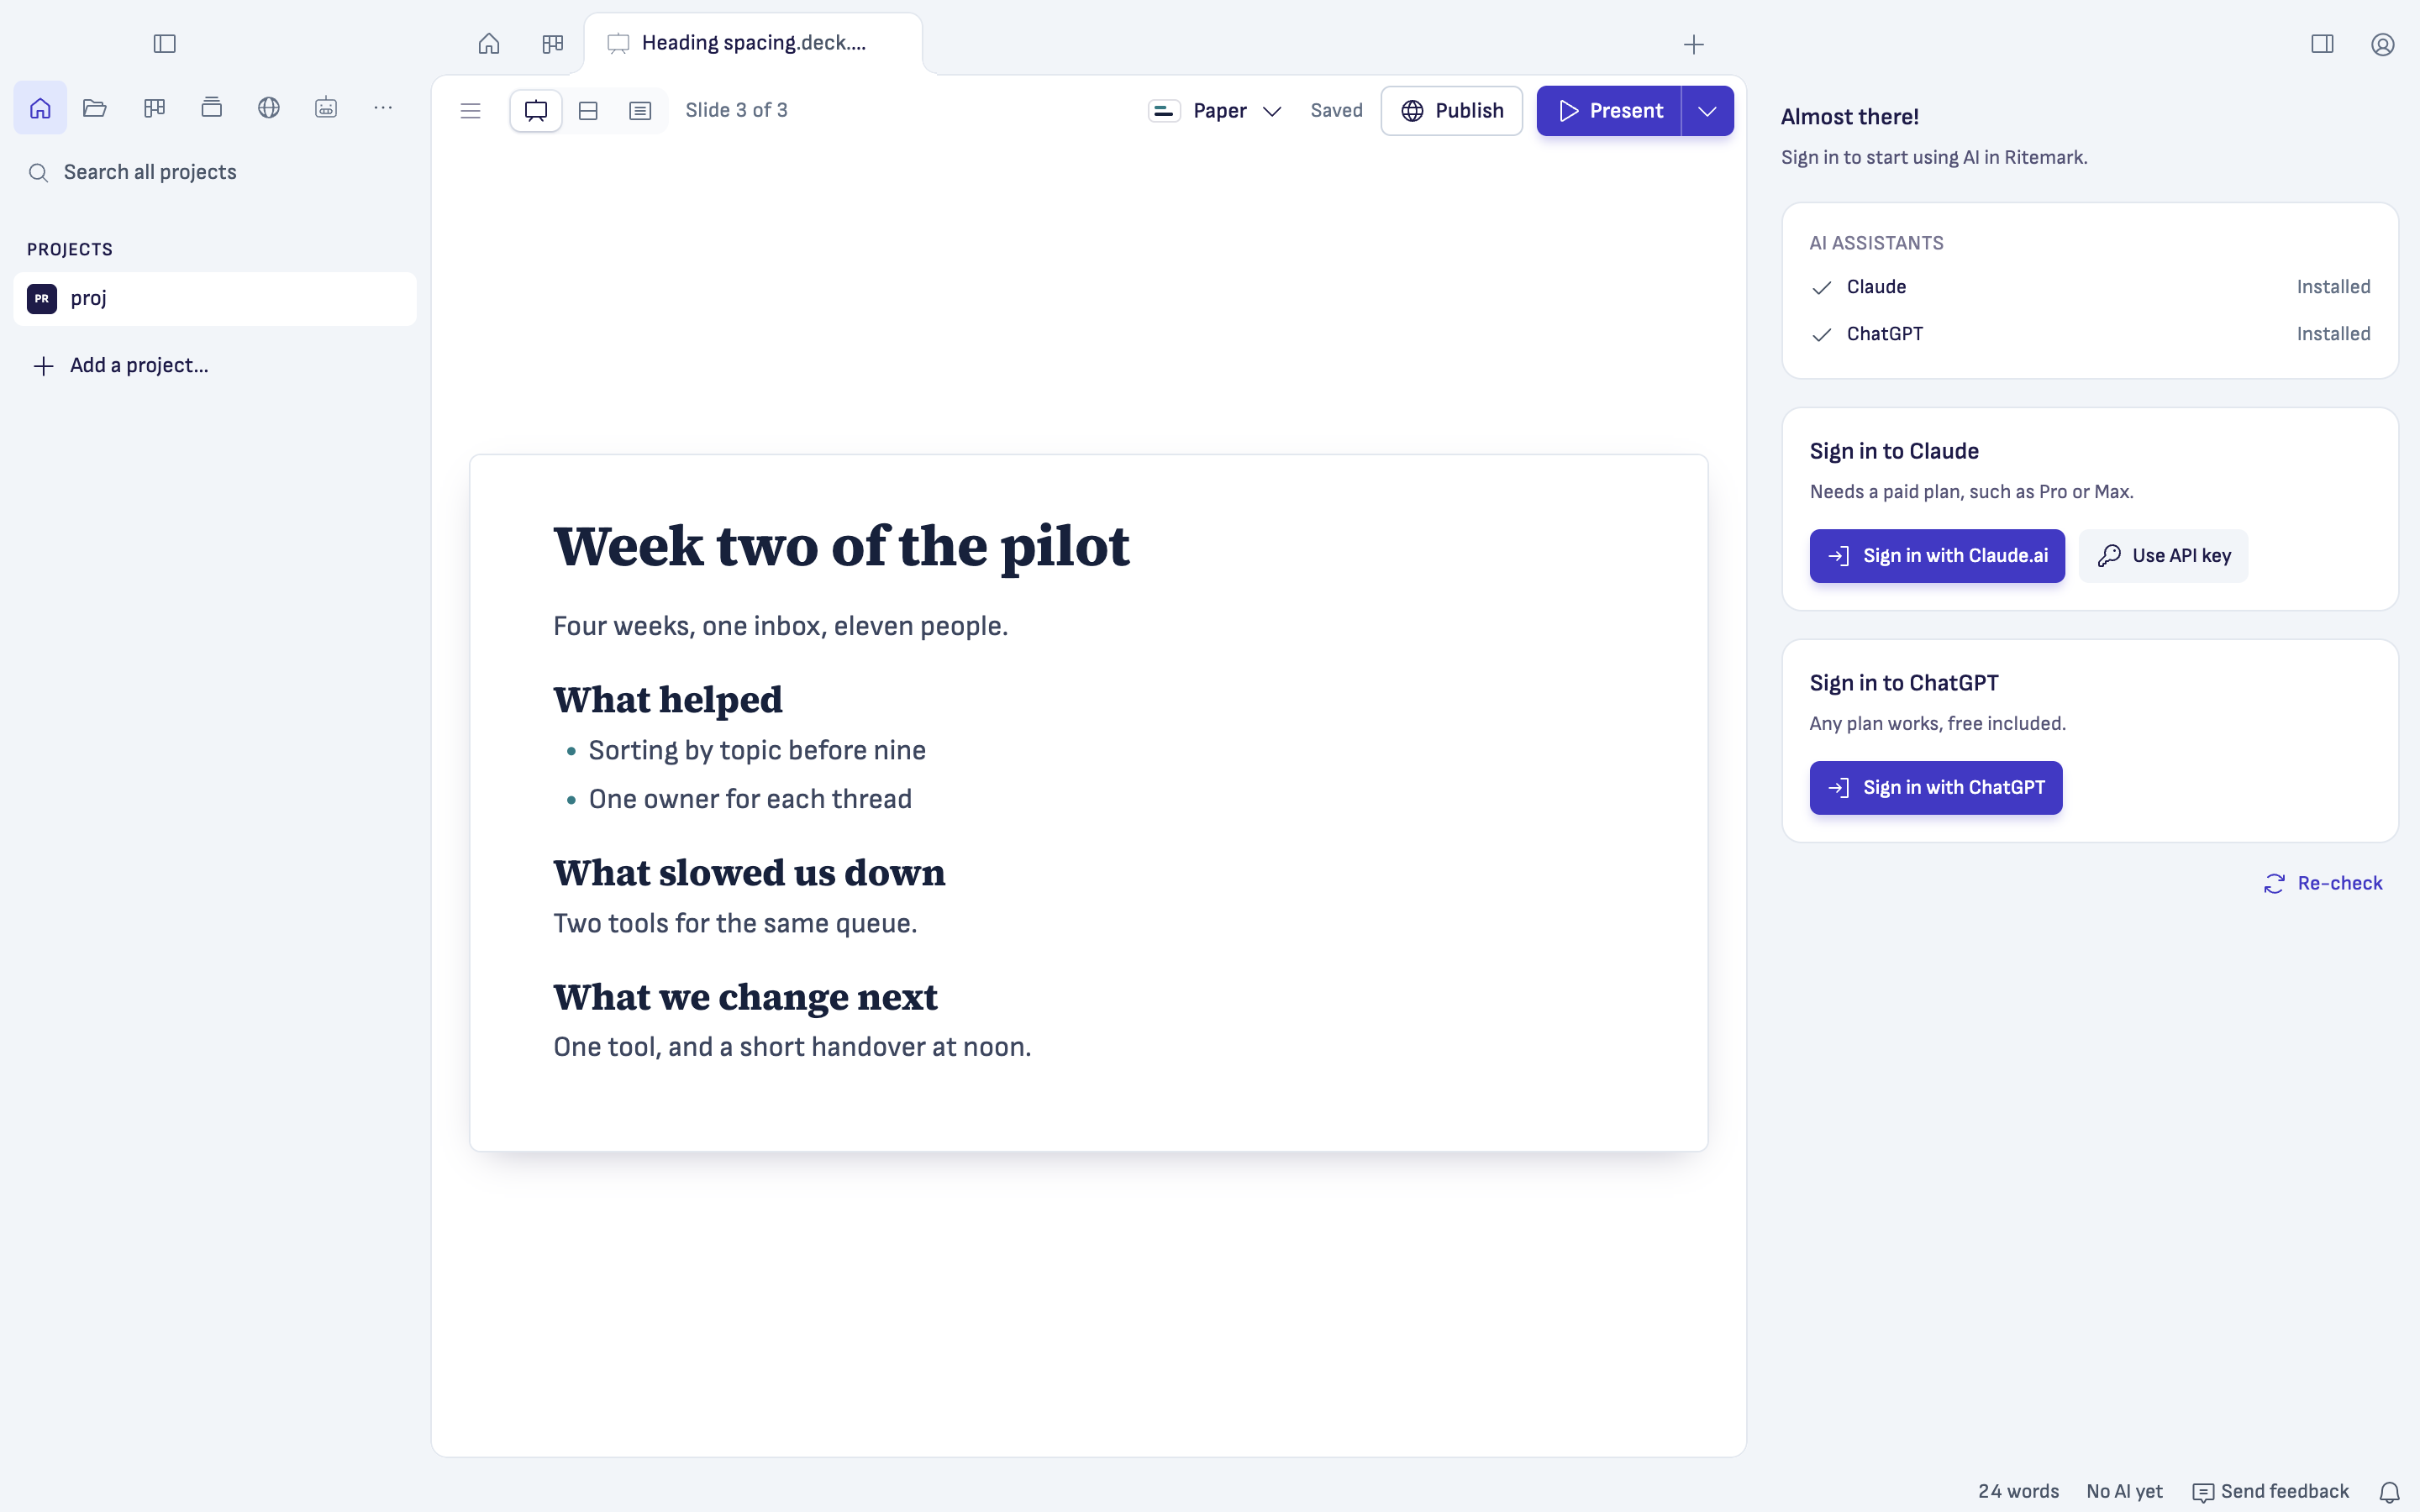 Heading spacing.deck....
Slide 3 of 3
Paper
Saved
Publish
Present
Search all projects
PROJECTS
PR
proj
Add a project...
Week two of the pilot
Four weeks, one inbox, eleven people.
What helped
Sorting by topic before nine
One owner for each thread
What slowed us down
Two tools for the same queue.
What we change next
One tool, and a short handover at noon.
Almost there!
Sign in to start using AI in Ritemark.
AI ASSISTANTS
Claude Installed
ChatGPT Installed
Sign in to Claude
Needs a paid plan, such as Pro or Max.
Sign in with Claude.ai Use API key
Sign in to ChatGPT
Any plan works, free included.
Sign in with ChatGPT
Re-check
24 words No AI yet Send feedback